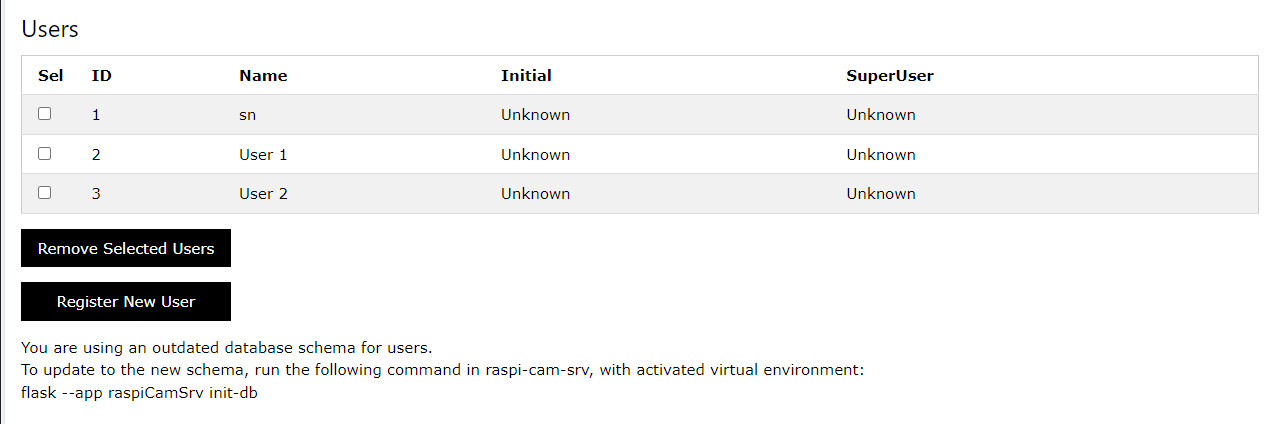 Users
Sel ID Name Initial SuperUser
1 sn Unknown Unknown
2 User 1 Unknown Unknown
3 User 2 Unknown Unknown
Remove Selected Users
Register New User
You are using an outdated database schema for users.
To update to the new schema, run the following command in raspi-cam-srv, with activated virtual environment:
flask --app raspiCamSrv init-db